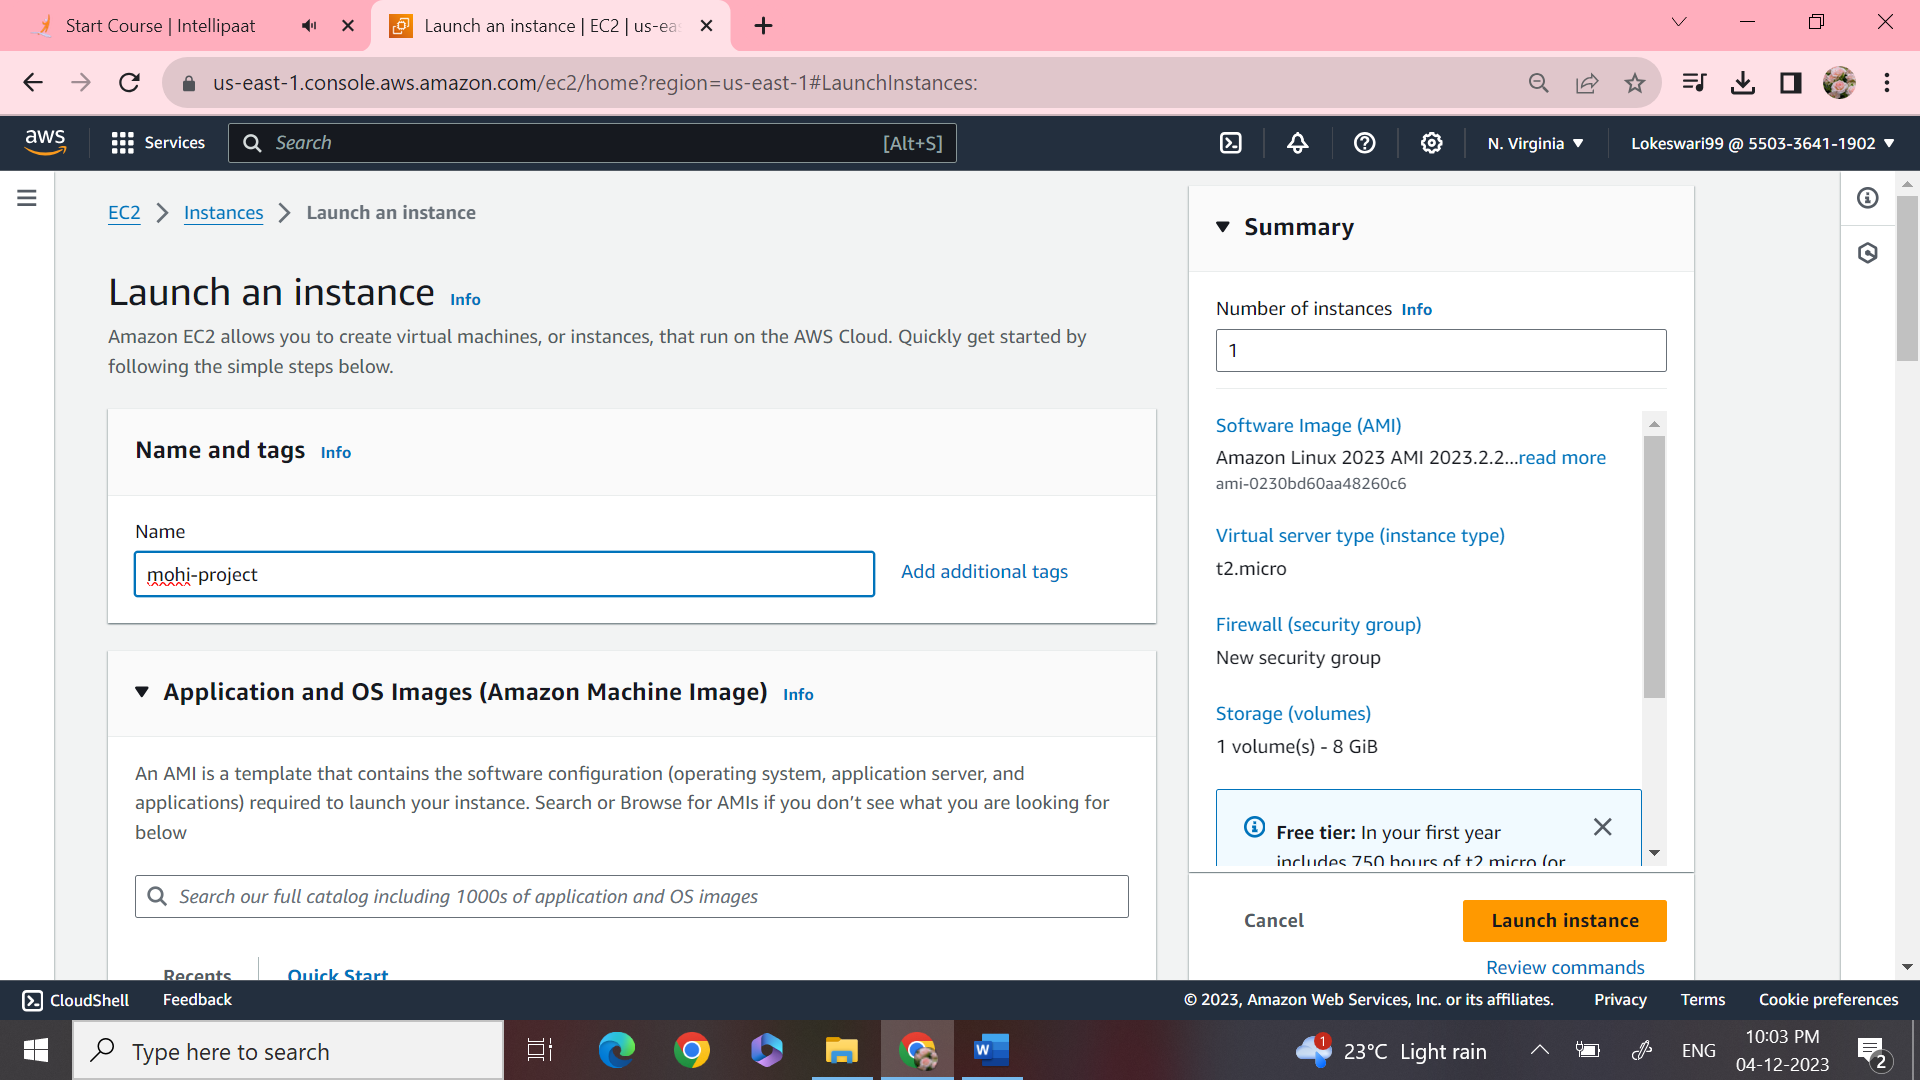 Start Course | Intellipaat
Launch an instance | EC2 | us-eas
us-east-1.console.aws.amazon.com/ec2/home?region=us-east-1#LaunchInstances:
aws
Services
Search
[Alt+S]
N. Virginia
Lokeswari99 @ 5503-3641-1902
EC2
Instances
Launch an instance
Launch an instance Info
Amazon EC2 allows you to create virtual machines, or instances, that run on the AWS Cloud. Quickly get started by
following the simple steps below.
Name and tags Info
Name
mohi-project
Add additional tags
Application and OS Images (Amazon Machine Image) Info
An AMI is a template that contains the software configuration (operating system, application server, and
applications) required to launch your instance. Search or Browse for AMIs if you don’t see what you are looking for
below
Search our full catalog including 1000s of application and OS images
Recents
Quick Start
Summary
Number of instances Info
1
Software Image (AMI)
Amazon Linux 2023 AMI 2023.2.2...read more
ami-0230bd60aa48260c6
Virtual server type (instance type)
t2.micro
Firewall (security group)
New security group
Storage (volumes)
1 volume(s) - 8 GiB
Free tier: In your first year
includes 750 hours of t2.micro (or
Cancel
Launch instance
Review commands
CloudShell
Feedback
© 2023, Amazon Web Services, Inc. or its affiliates.
Privacy
Terms
Cookie preferences
Type here to search
W
1
23°C Light rain
ENG
10:03 PM
04-12-2023
2